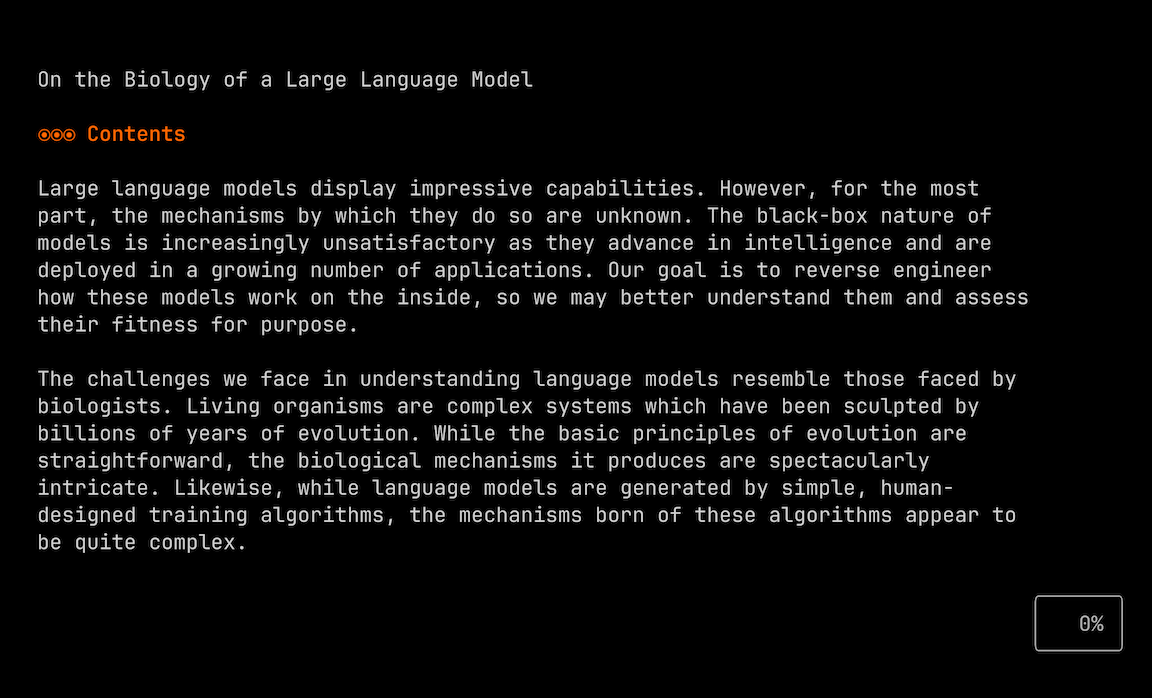 On the Biology of a Large Language Model
◉◉◉ Contents
Large language models display impressive capabilities. However, for the most
part, the mechanisms by which they do so are unknown. The black-box nature of
models is increasingly unsatisfactory as they advance in intelligence and are
deployed in a growing number of applications. Our goal is to reverse engineer
how these models work on the inside, so we may better understand them and assess
their fitness for purpose.
The challenges we face in understanding language models resemble those faced by
biologists. Living organisms are complex systems which have been sculpted by
billions of years of evolution. While the basic principles of evolution are
straightforward, the biological mechanisms it produces are spectacularly
intricate. Likewise, while language models are generated by simple, human-
designed training algorithms, the mechanisms born of these algorithms appear to
be quite complex.
0%